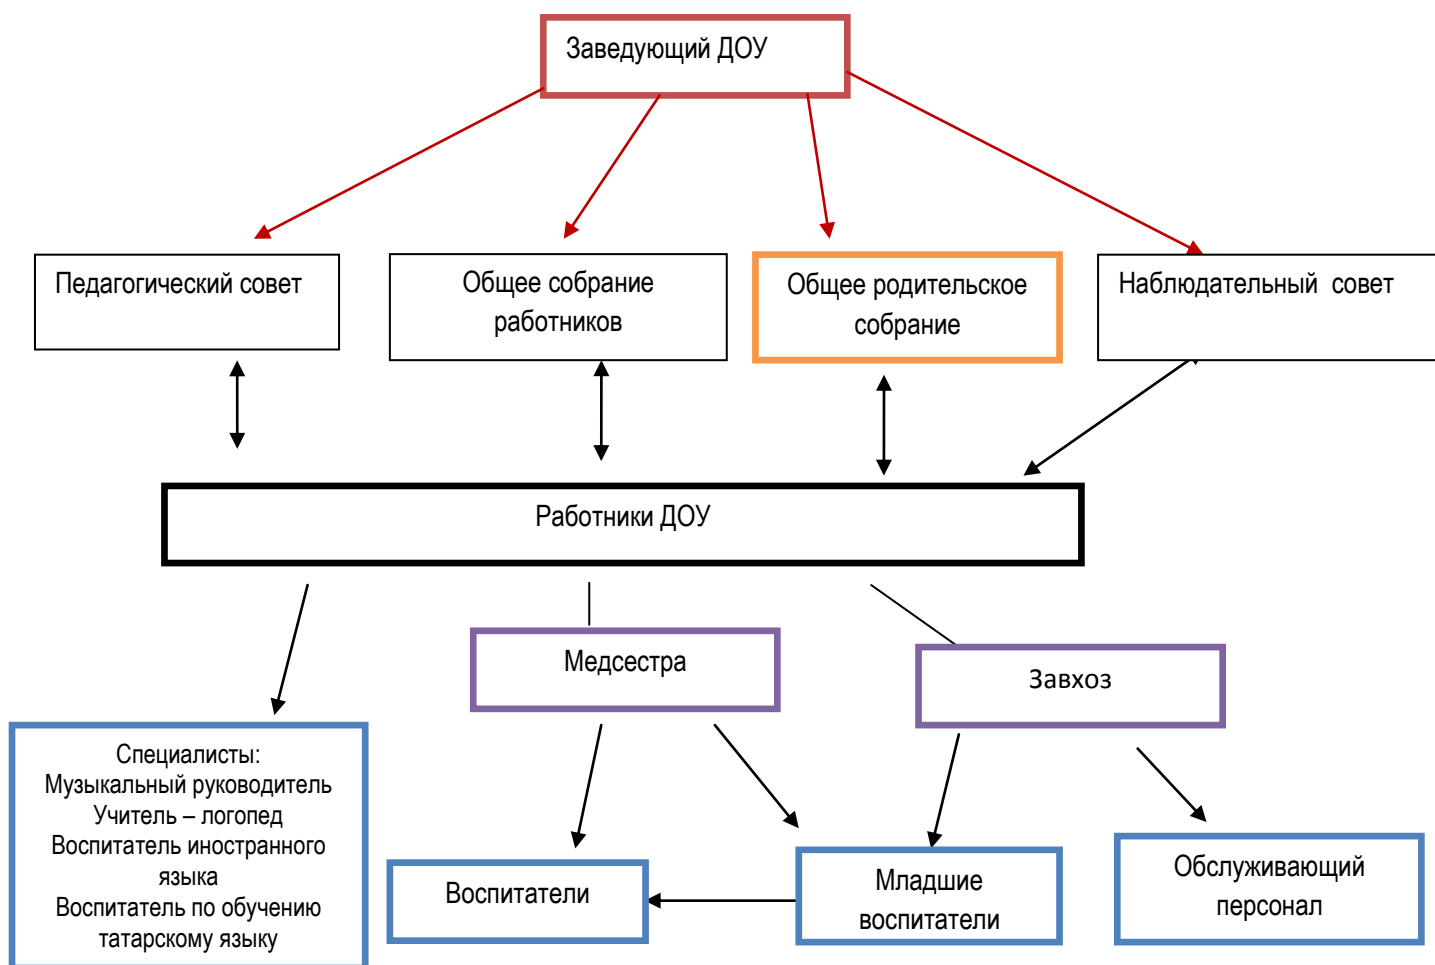 Заведующий ДОУ
Педагогический совет
Общее собрание
работников
Общее родительское
собрание
Наблюдательный совет
Работники ДОУ
Медсестра
Завхоз
Специалисты:
Музыкальный руководитель
Учитель – логопед
Воспитатель иностранного
языка
Воспитатель по обучению
татарскому языку
Воспитатели
Младшие
воспитатели
Обслуживающий
персонал